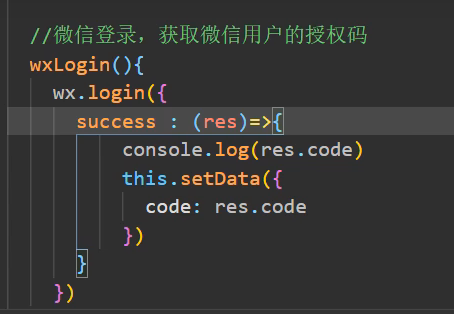 //微信登录，获取微信用户的授权码
wxLogin(){
wx.login({
success : (res)=>{
console.log(res.code)
this.setData({
code: res.code
})
}
})